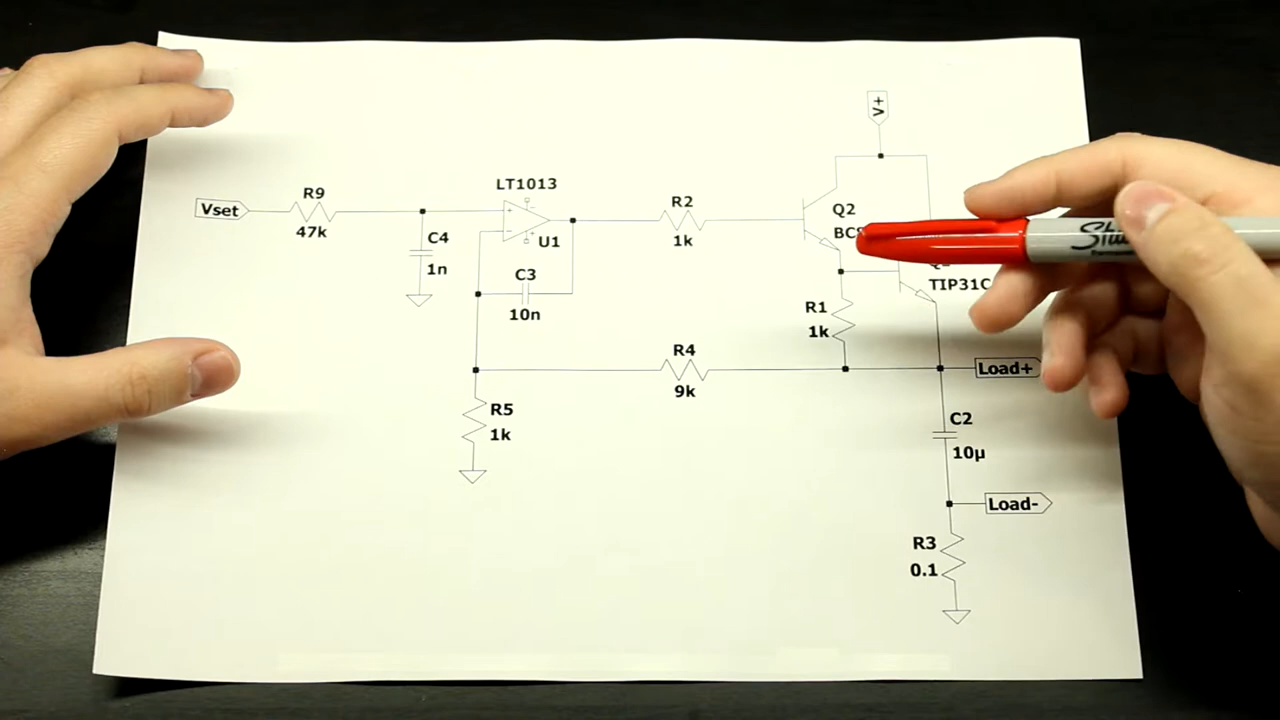 V+
LT1013
R9
Vset
47k
R2
1k
Q2
C4
U1
1n
C3
10n
TIP31C
R1
1k
R4
9k
Load+
R5
1k
C2
10µ
Load-
R3
0.1